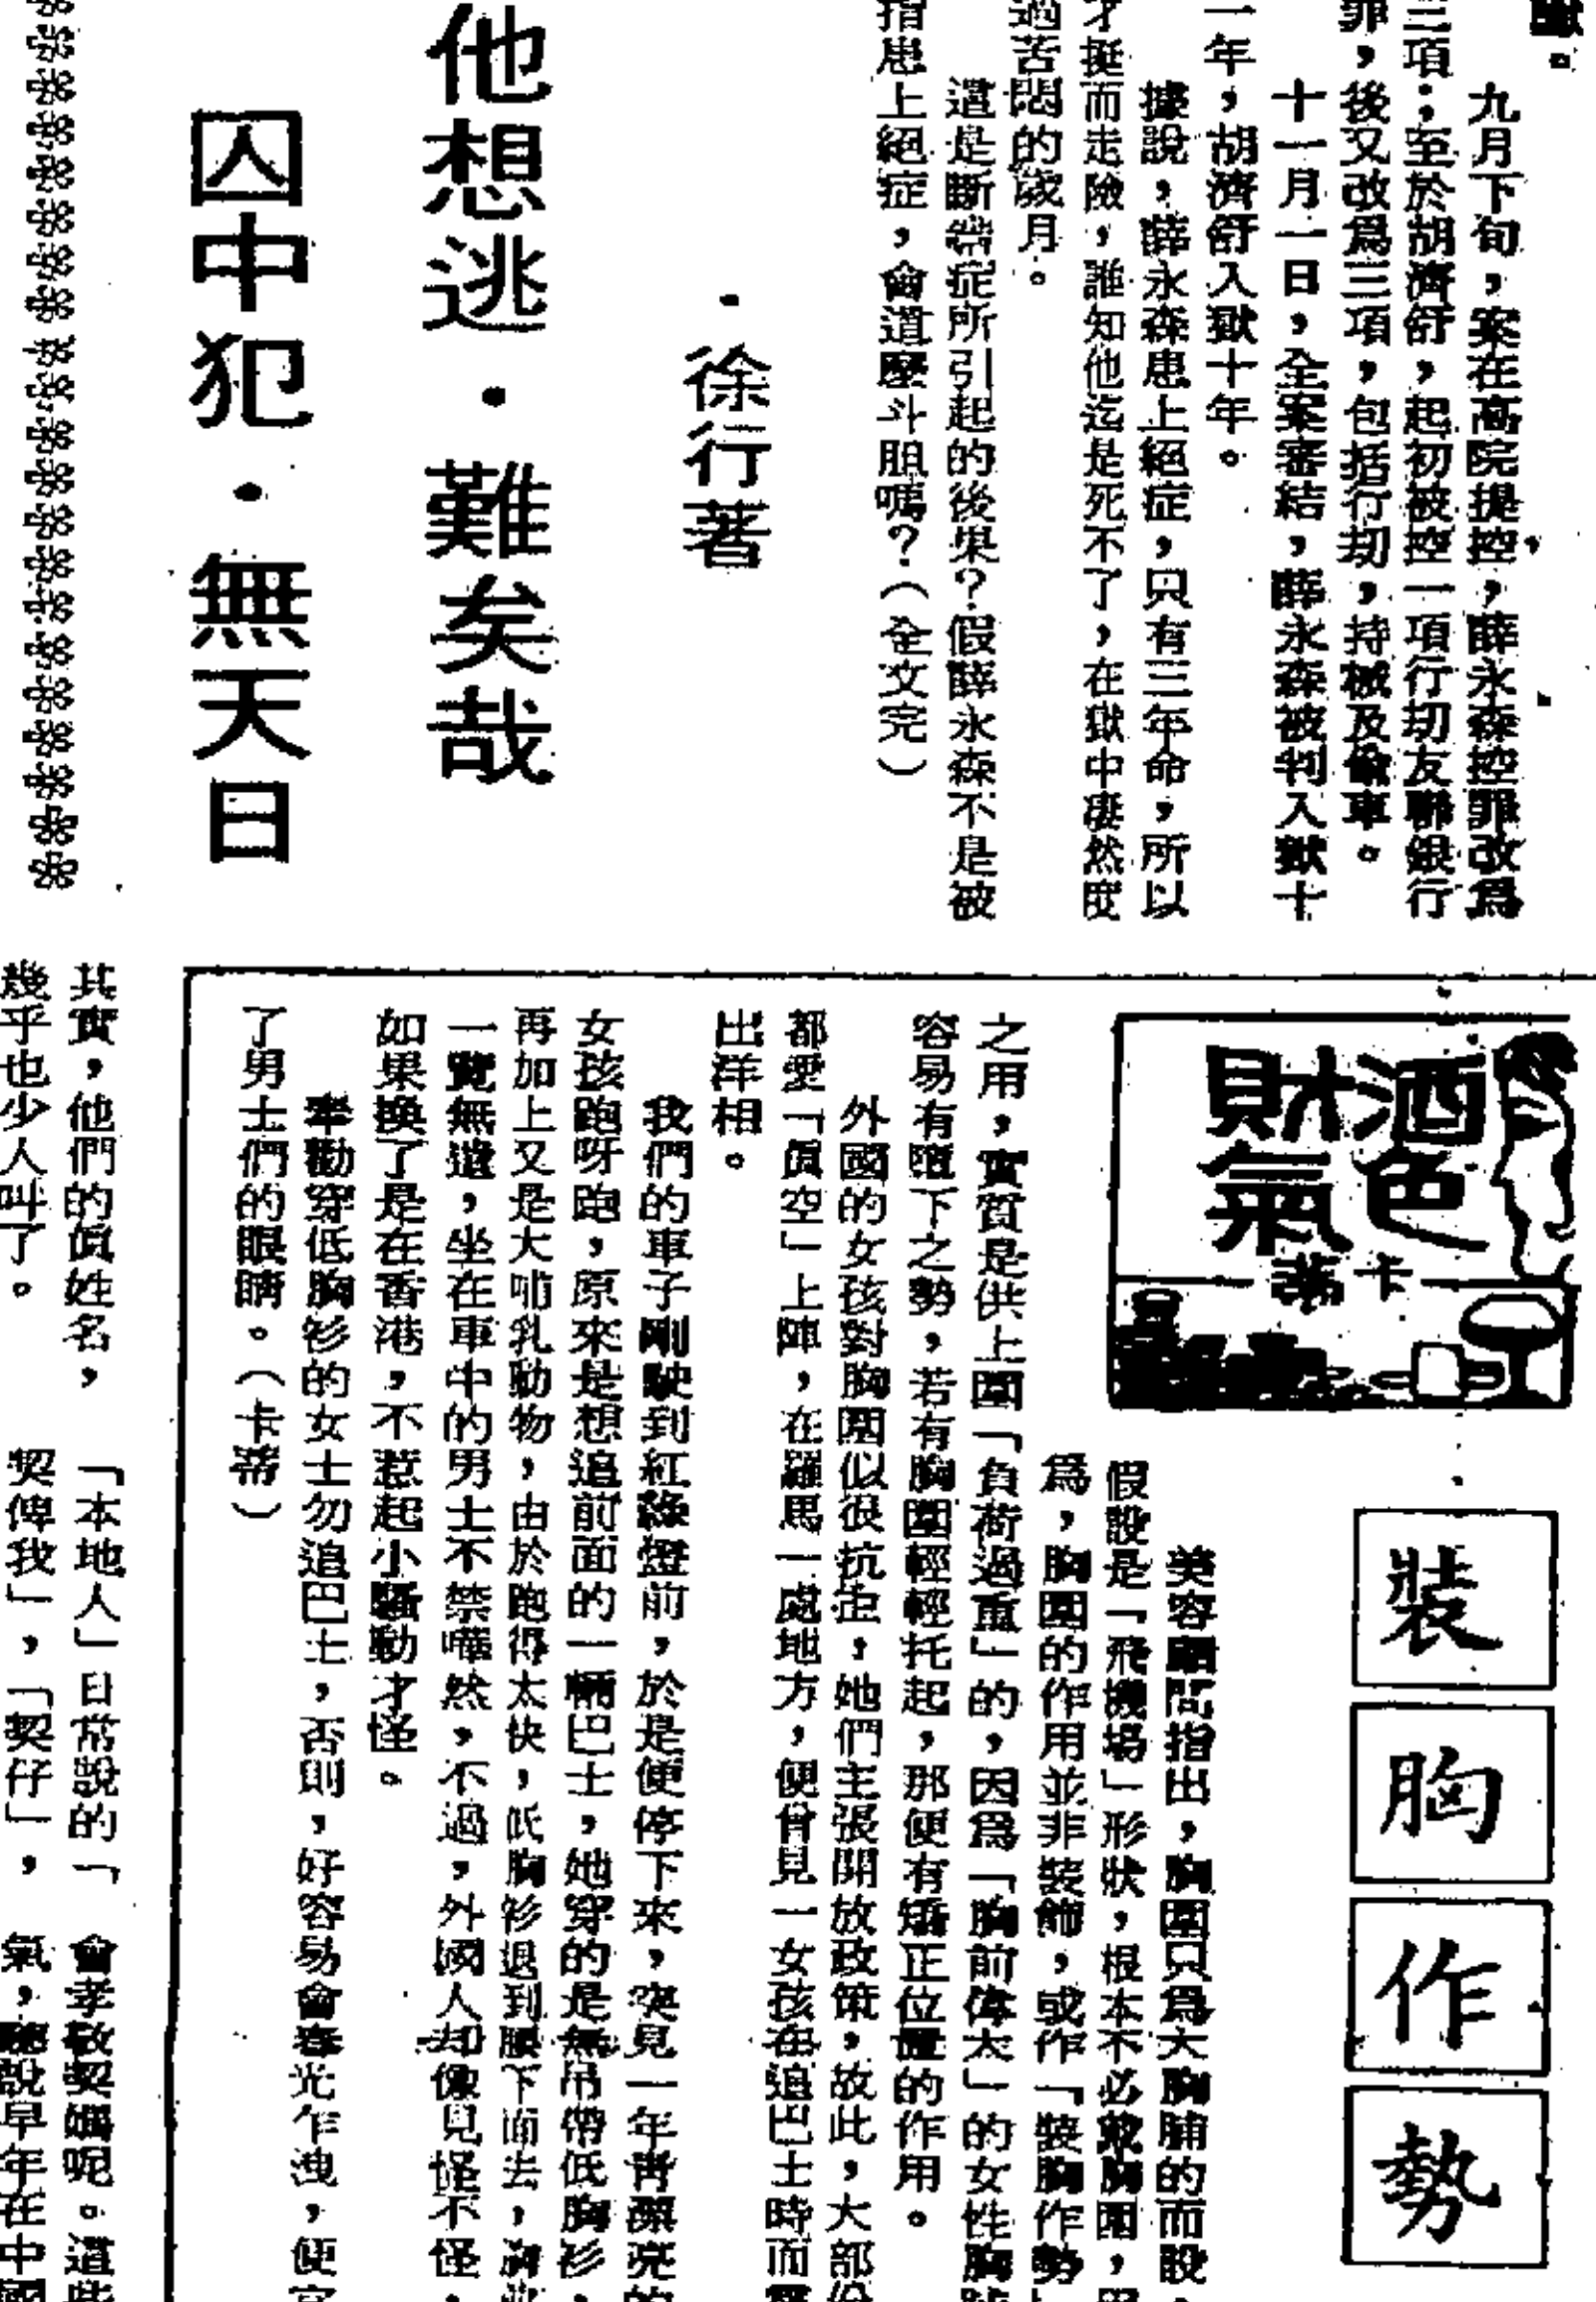 九月下旬，案在高院提控，薛永森控罪改爲
三項；至於胡濟舒，起初被控一項行刧友聯銀行
罪，後又改爲三項，包括行刧，持械及偷車。
十一月一日，全案審結，薛永森被判入獄十
一年，胡濟舒入獄十年。
據說，薛永森患上絕症，只有三年命，所以
才挺而走險，誰知他迄是死不了，在獄中凄然度
過苦悶的歲月。
這是斷症所引起的後果？假薛永森不是被
指患上絕症，會這麼斗胆嗎？（全文完）
·徐行著
他想逃·難矣哉
囚中犯·無天日
酒色
財氣
卡蒂
裝胸作勢
美容顧問指出，胸圍只爲大胸脯的而設，
假設是「飛機場」形狀，根本不必戴胸圍，
爲，胸圍的作用並非裝飾，或作「裝胸作勢」
之用，實質是供上圍「負荷過重」的，因爲「胸前偉大」的女性胸
容易有墮下之勢，若有胸圍輕輕托起，那便有矯正位置的作用。
外國的女孩對胸圍似很抗拒，她們主張開放政策，故此，大部份
都愛「真空」上陣，在羅馬一處地方，便曾見一女孩在追巴士時而
出洋相。
我們的車子剛駛到紅綠燈前，於是便停下來，突見一年青漂亮的
女孩跑呀跑，原來是想追前面的一輛巴士，她穿的是無吊帶低胸衫，
再加上又是大哺乳動物，由於跑得太快，低胸衫退到腰下面去，胸
一覽無遺，坐在車中的男士不禁嘩然，不過，外國人却像見怪不怪，
如果換了是在香港，不惹起小騷動才怪。
奉勸穿低胸衫的女士勿追巴士，否則，好容易會春光乍洩，便宜
了男士們的眼睛。（卡蒂）
其實，他們的眞姓名，
幾乎也少人叫了。
「本地人」日常說的「
契俾我」，「契仔」，
會孝敬契媽呢。這些
氣，聽說早年在中國